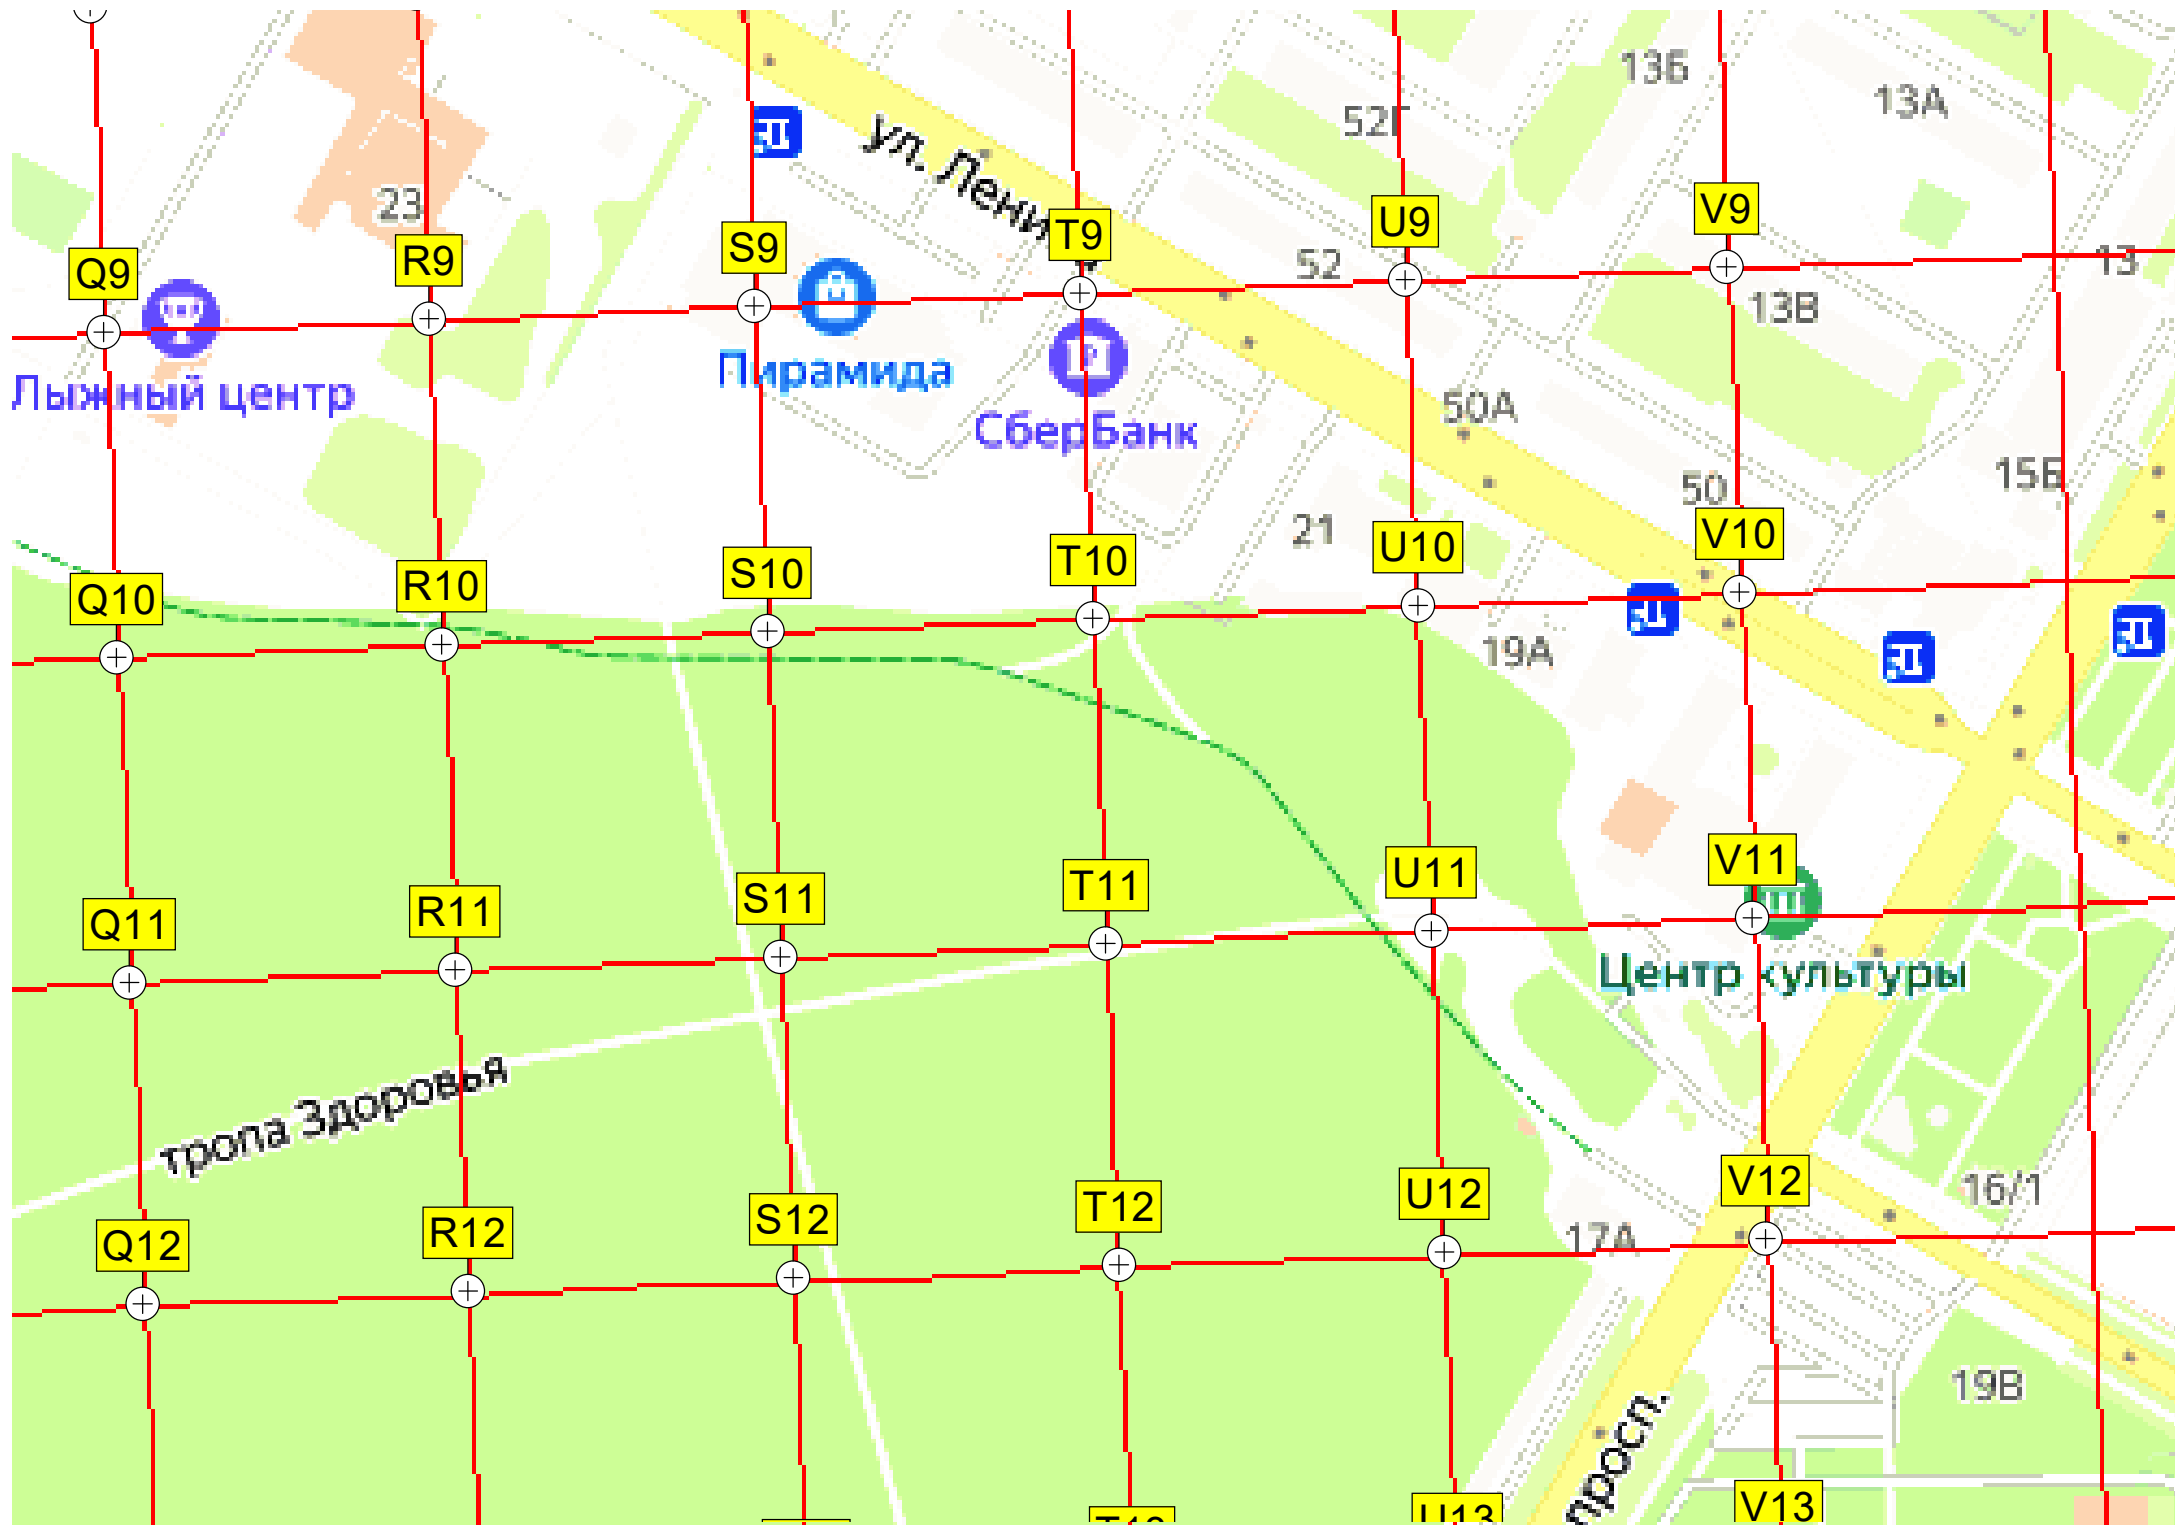 13Б
13А
52Г
ул. Лени
23
Q9
R9
S9
T9
U9
V9
52
13
13В
Лыжный центр
Пирамида
СберБанк
50А
50
15Б
21
Q10
R10
S10
T10
U10
V10
19А
Q11
R11
S11
T11
U11
V11
Центр культуры
тропа Здоровья
Q12
R12
S12
T12
U12
V12
17А
16/1
19В
просп.
U13
V13